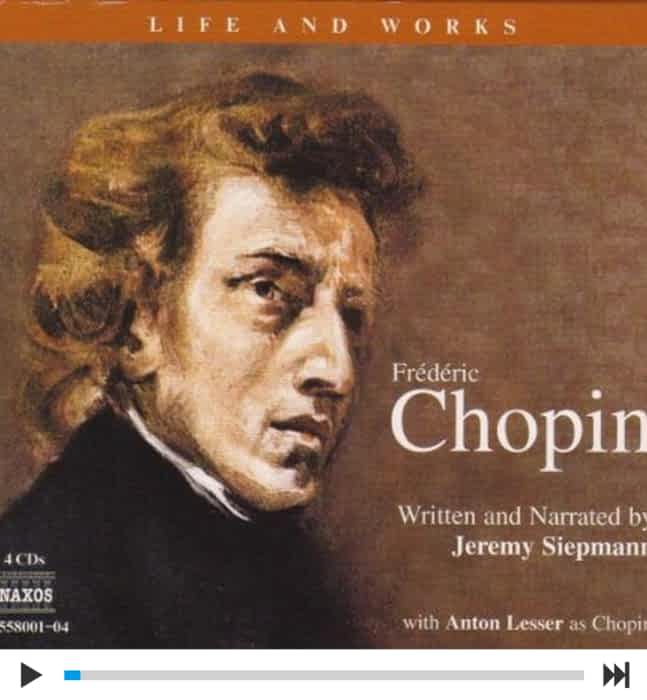 LIFE AND WORKS
Frédéric
Chopin
Written and Narrated by
Jeremy Siepmann
4 CDs
NAXOS
558001-04
with Anton Lesser as Chopin